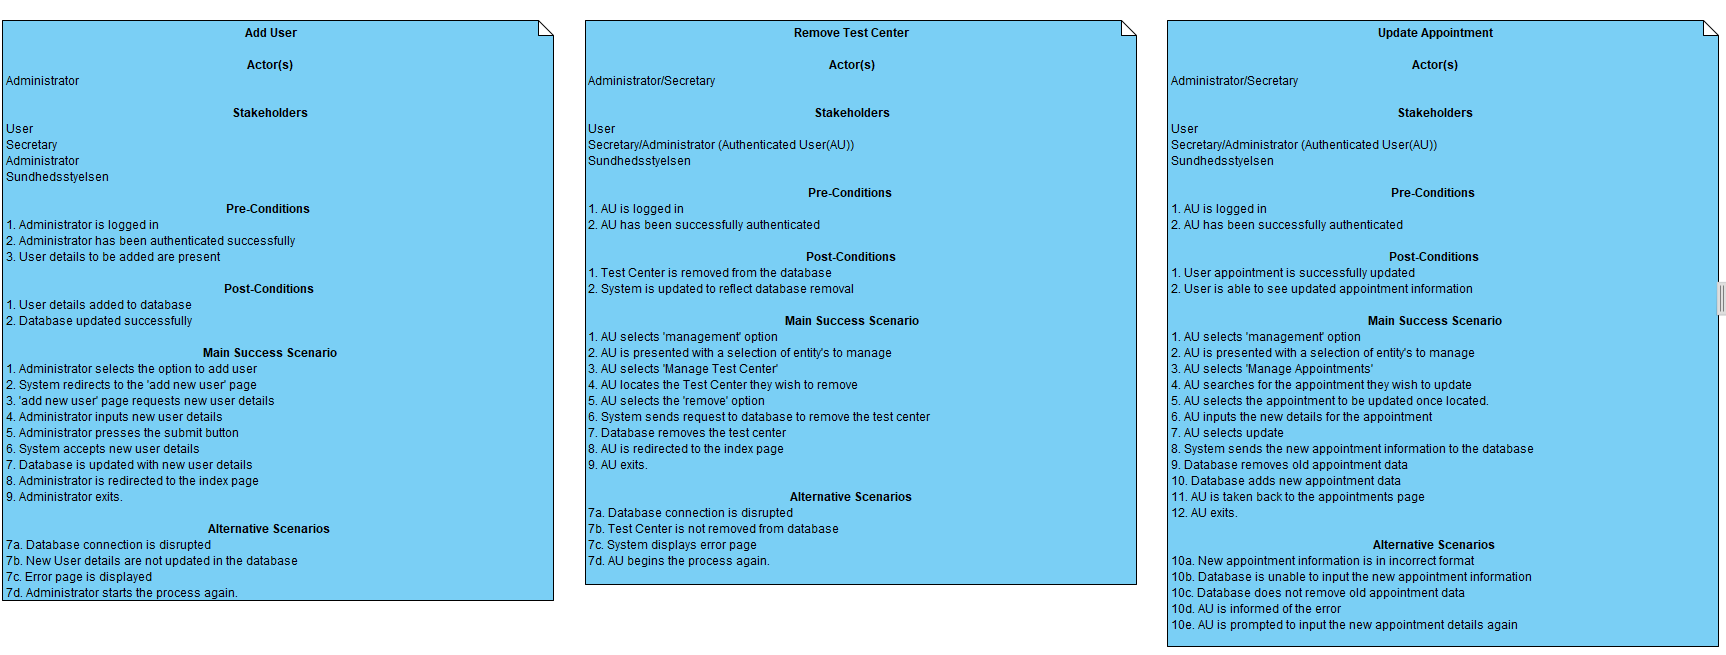 Add User
Actor(s)
Administrator
Stakeholders
User
Secretary
Administrator
Sundhedsstyelsen
Pre-Conditions
1. Administrator is logged in
2. Administrator has been authenticated successfully
3. User details to be added are present
Post-Conditions
1. User details added to database
2. Database updated successfully
Main Success Scenario
1. Administrator selects the option to add user
2. System redirects to the 'add new user' page
3. 'add new user' page requests new user details
4. Administrator inputs new user details
5. Administrator presses the submit button
6. System accepts new user details
7. Database is updated with new user details
8. Administrator is redirected to the index page
9. Administrator exits.
Alternative Scenarios
7a. Database connection is disrupted
7b. New User details are not updated in the database
7c. Error page is displayed
7d. Administrator starts the process again.
Remove Test Center
Actor(s)
Administrator/Secretary
Stakeholders
User
Secretary/Administrator (Authenticated User(AU))
Sundhedsstyelsen
Pre-Conditions
1. AU is logged in
2. AU has been successfully authenticated
Post-Conditions
1. Test Center is removed from the database
2. System is updated to reflect database removal
Main Success Scenario
1. AU selects 'management' option
2. AU is presented with a selection of entity's to manage
3. AU selects 'Manage Test Center'
4. AU locates the Test Center they wish to remove
5. AU selects the 'remove' option
6. System sends request to database to remove the test center
7. Database removes the test center
8. AU is redirected to the index page
9. AU exits.
Alternative Scenarios
7a. Database connection is disrupted
7b. Test Center is not removed from database
7c. System displays error page
7d. AU begins the process again.
Update Appointment
Actor(s)
Administrator/Secretary
Stakeholders
User
Secretary/Administrator (Authenticated User(AU))
Sundhedsstyelsen
Pre-Conditions
1. AU is logged in
2. AU has been successfully authenticated
Post-Conditions
1. User appointment is successfully updated
2. User is able to see updated appointment information
Main Success Scenario
1. AU selects 'management' option
2. AU is presented with a selection of entity's to manage
3. AU selects 'Manage Appointments'
4. AU searches for the appointment they wish to update
5. AU selects the appointment to be updated once located.
6. AU inputs the new details for the appointment
7. AU selects update
8. System sends the new appointment information to the database
9. Database removes old appointment data
10. Database adds new appointment data
11. AU is taken back to the appointments page
12. AU exits.
Alternative Scenarios
10a. New appointment information is in incorrect format
10b. Database is unable to input the new appointment information
10c. Database does not remove old appointment data
10d. AU is informed of the error
10e. AU is prompted to input the new appointment details again